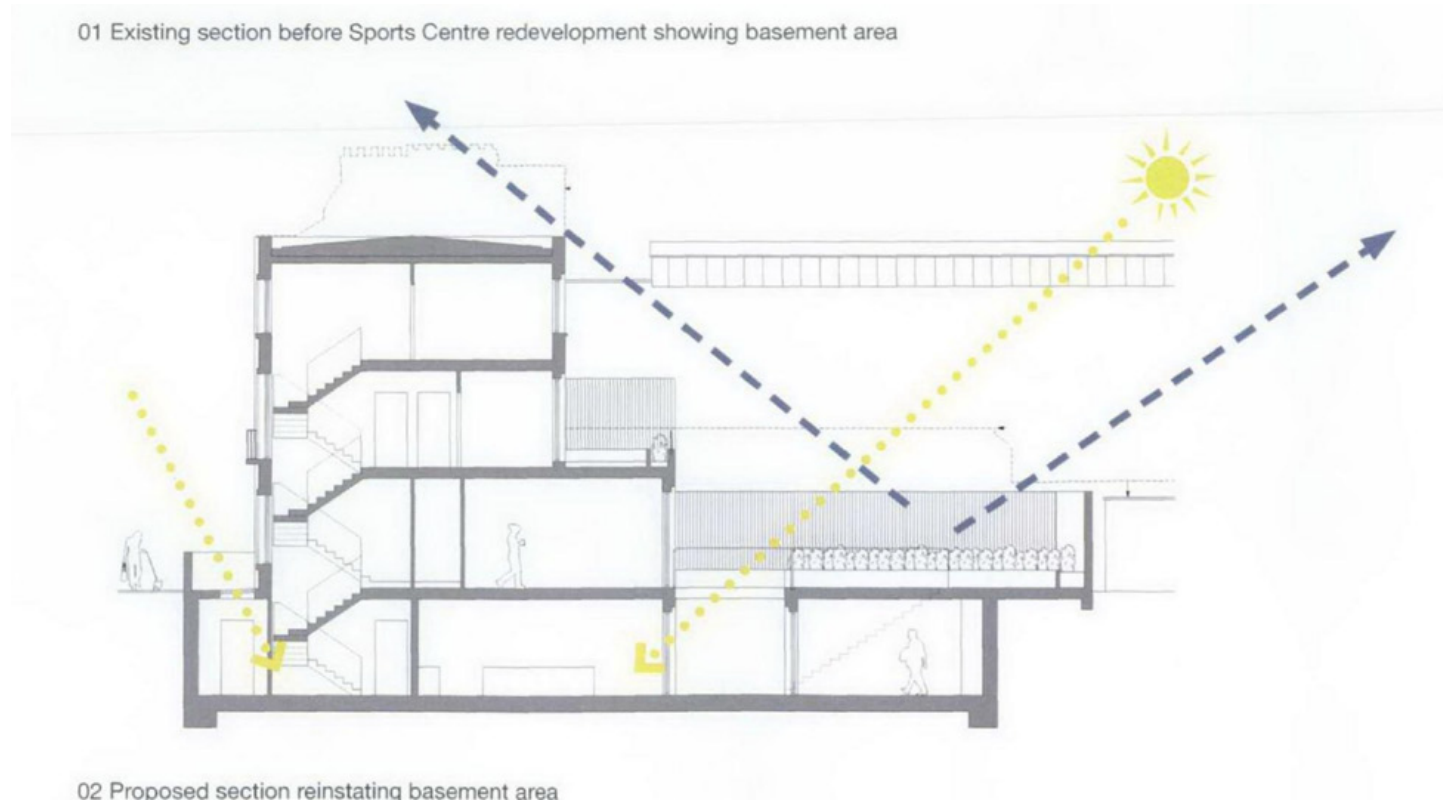 01 Existing section before Sports Centre redevelopment showing basement area
02 Proposed section reinstating basement area